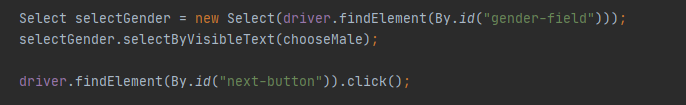 Select selectGender = new Select(driver.findElement(By.id("gender-field")));
selectGender.selectByVisibleText(chooseMale);
driver.findElement(By.id("next-button")).click();